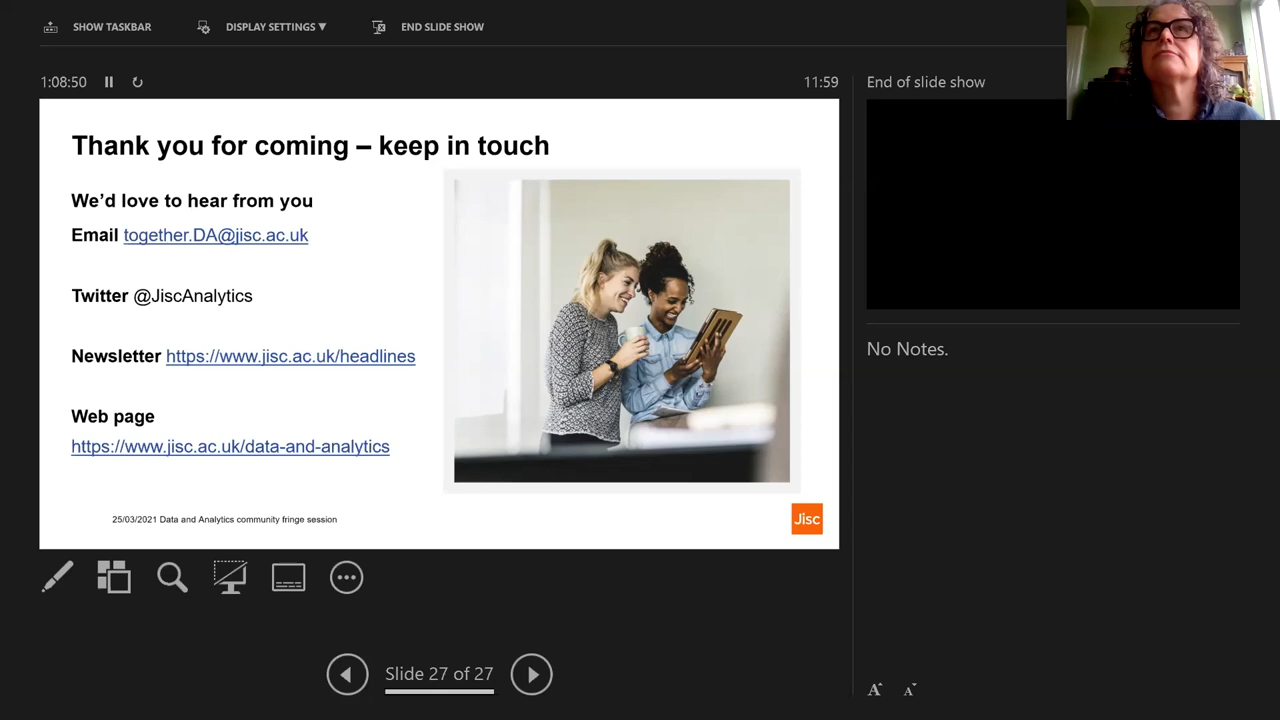 SHOW TASKBAR
DISPLAY SETTINGS ▼
END SLIDE SHOW
1:08:50
11:59
Thank you for coming – keep in touch
We’d love to hear from you
Email together.DA@jisc.ac.uk
Twitter @JiscAnalytics
Newsletter https://www.jisc.ac.uk/headlines
Web page
https://www.jisc.ac.uk/data-and-analytics
25/03/2021 Data and Analytics community fringe session
Jisc
Slide 27 of 27
End of slide show
No Notes.
A A